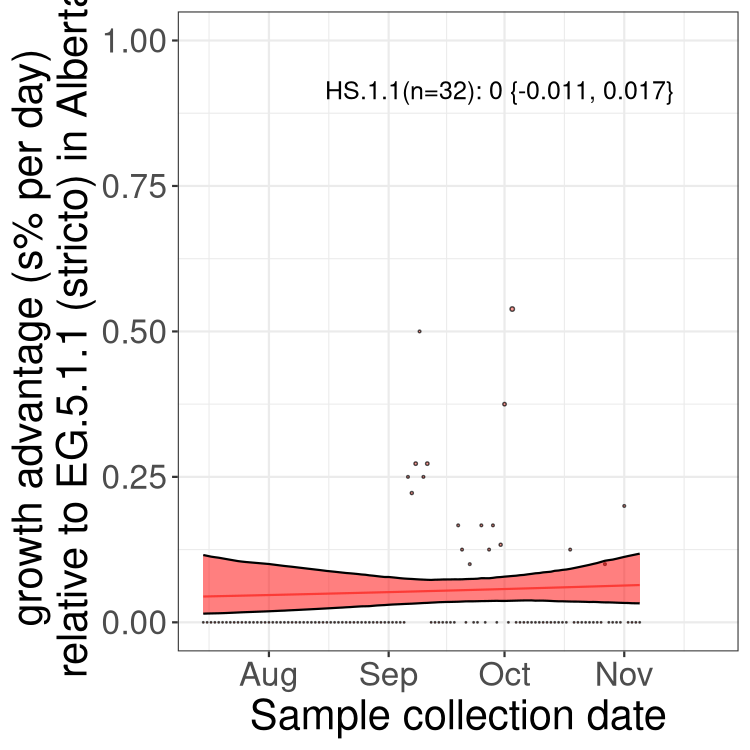 growth advantage (s% per day)
relative to EG.5.1.1 (stricto) in Alberta
1.00
0.75
0.50
0.25
0.00
HS.1.1(n=32): 0 {-0.011, 0.017}
Aug Sep Oct Nov
Sample collection date